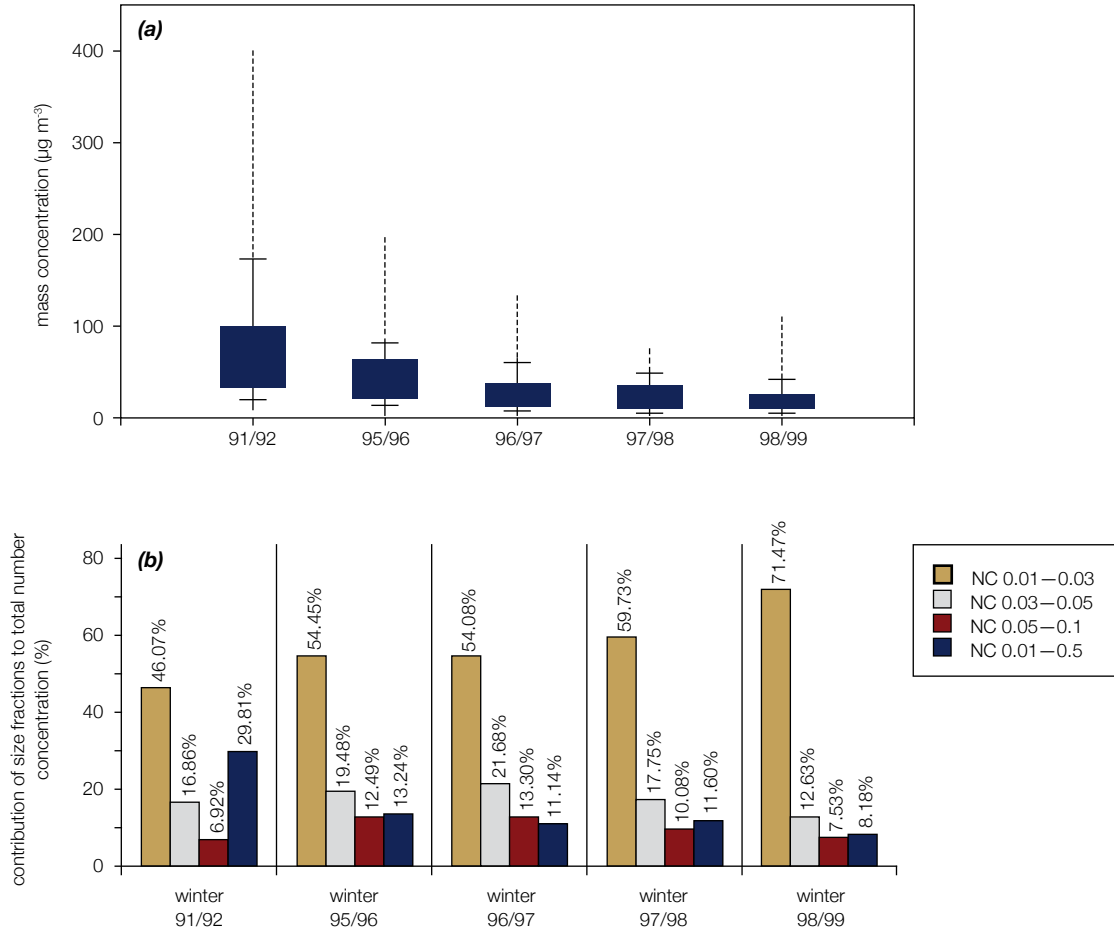 (a)
mass concentration (µg m⁻³)
400
300
200
100
0
91/92
95/96
96/97
97/98
98/99
(b)
contribution of size fractions to total number
concentration (%)
80
60
40
20
0
46.07%
16.86%
6.92%
29.81%
54.45%
19.48%
12.49%
13.24%
54.08%
21.68%
13.30%
11.14%
59.73%
17.75%
10.08%
11.60%
71.47%
12.63%
7.53%
8.18%
winter
91/92
winter
95/96
winter
96/97
winter
97/98
winter
98/99
NC 0.01–0.03
NC 0.03–0.05
NC 0.05–0.1
NC 0.01–0.5